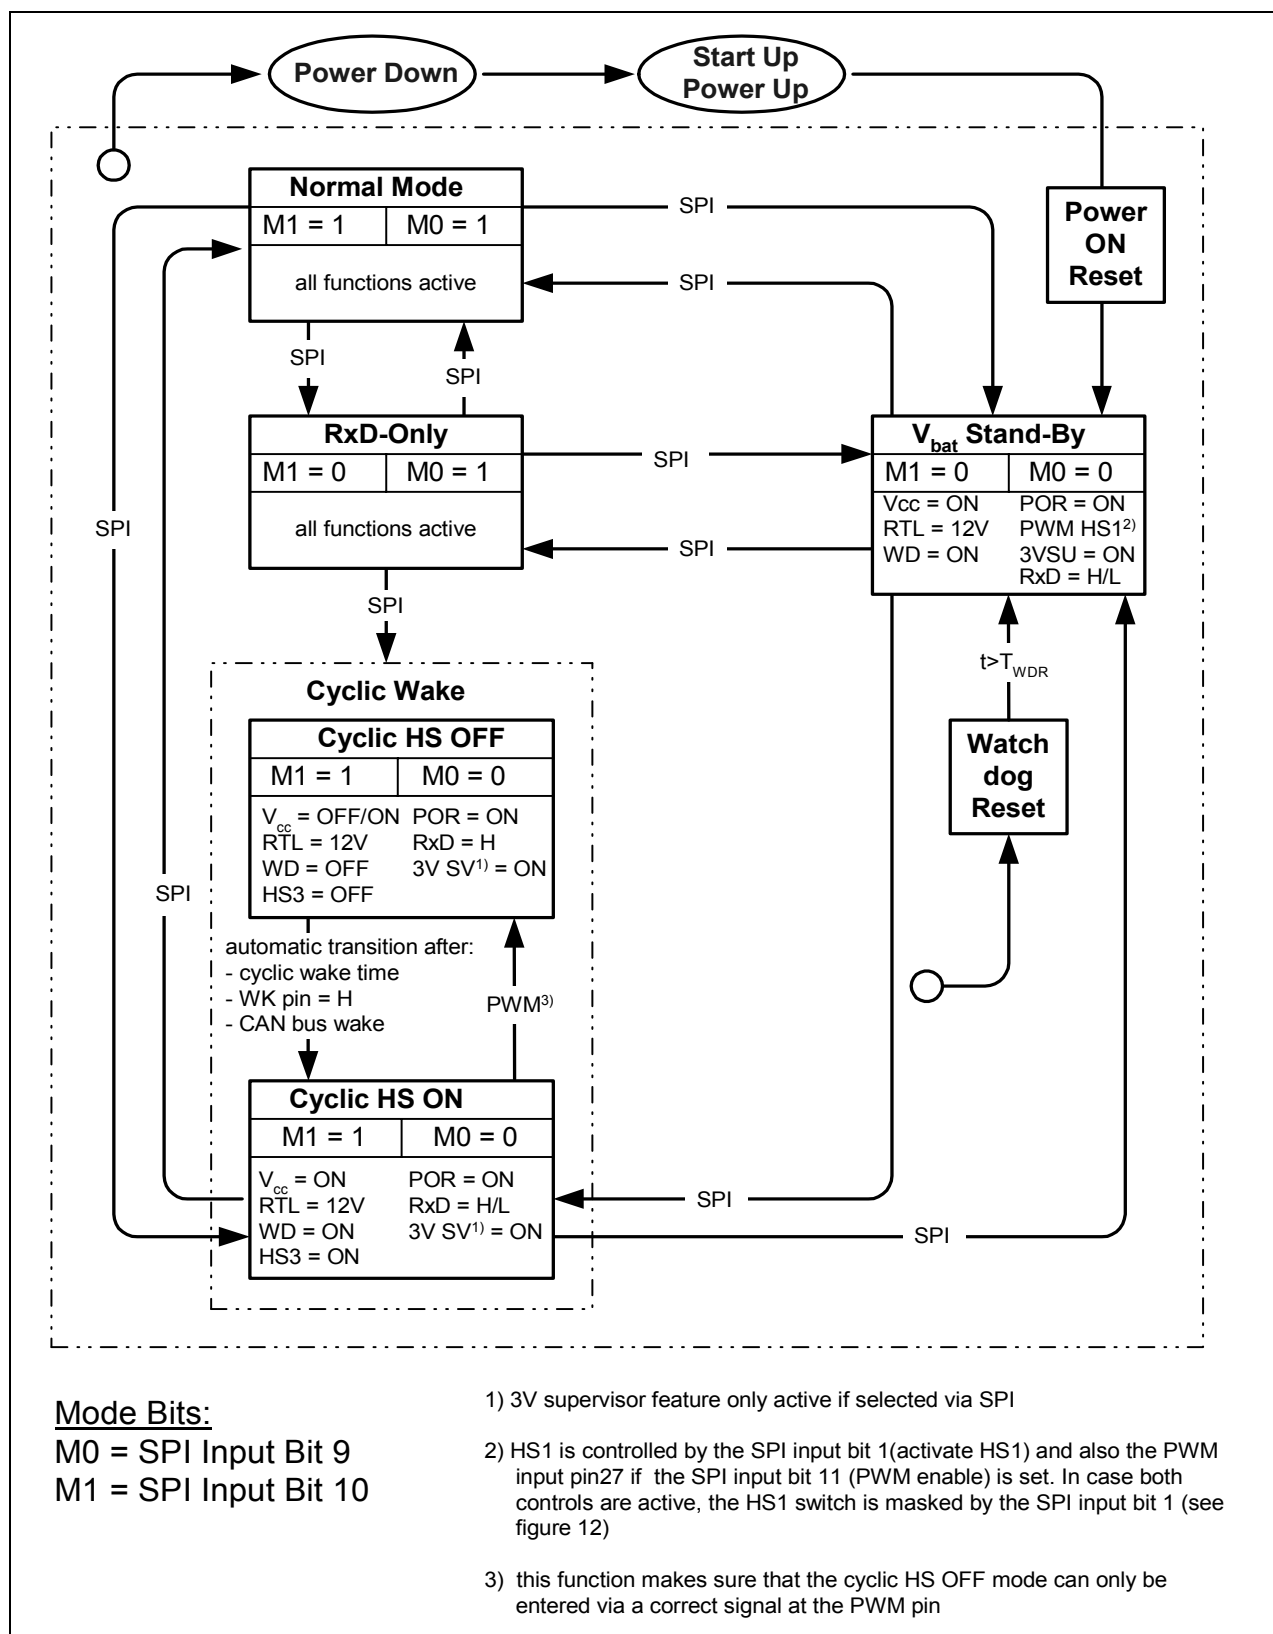 Power Down
Start Up
Power Up
Normal Mode
M1 = 1 M0 = 1
all functions active
SPI
Power
ON
Reset
SPI
SPI
SPI
RxD-Only
M1 = 0 M0 = 1
all functions active
SPI
SPI
V_bat Stand-By
M1 = 0 M0 = 0
Vcc = ON POR = ON
RTL = 12V PWM HS1²⁾
WD = ON 3VSU = ON
RxD = H/L
SPI
SPI
t>T_WDR
Cyclic Wake
Cyclic HS OFF
M1 = 1 M0 = 0
V_cc = OFF/ON POR = ON
RTL = 12V RxD = H
WD = OFF 3V SV¹⁾ = ON
HS3 = OFF
Watch
dog
Reset
SPI
automatic transition after:
- cyclic wake time
- WK pin = H
- CAN bus wake
PWM³⁾
Cyclic HS ON
M1 = 1 M0 = 0
V_cc = ON POR = ON
RTL = 12V RxD = H/L
WD = ON 3V SV¹⁾ = ON
HS3 = ON
SPI
SPI
Mode Bits:
M0 = SPI Input Bit 9
M1 = SPI Input Bit 10
1) 3V supervisor feature only active if selected via SPI
2) HS1 is controlled by the SPI input bit 1(activate HS1) and also the PWM
input pin27 if the SPI input bit 11 (PWM enable) is set. In case both
controls are active, the HS1 switch is masked by the SPI input bit 1 (see
figure 12)
3) this function makes sure that the cyclic HS OFF mode can only be
entered via a correct signal at the PWM pin